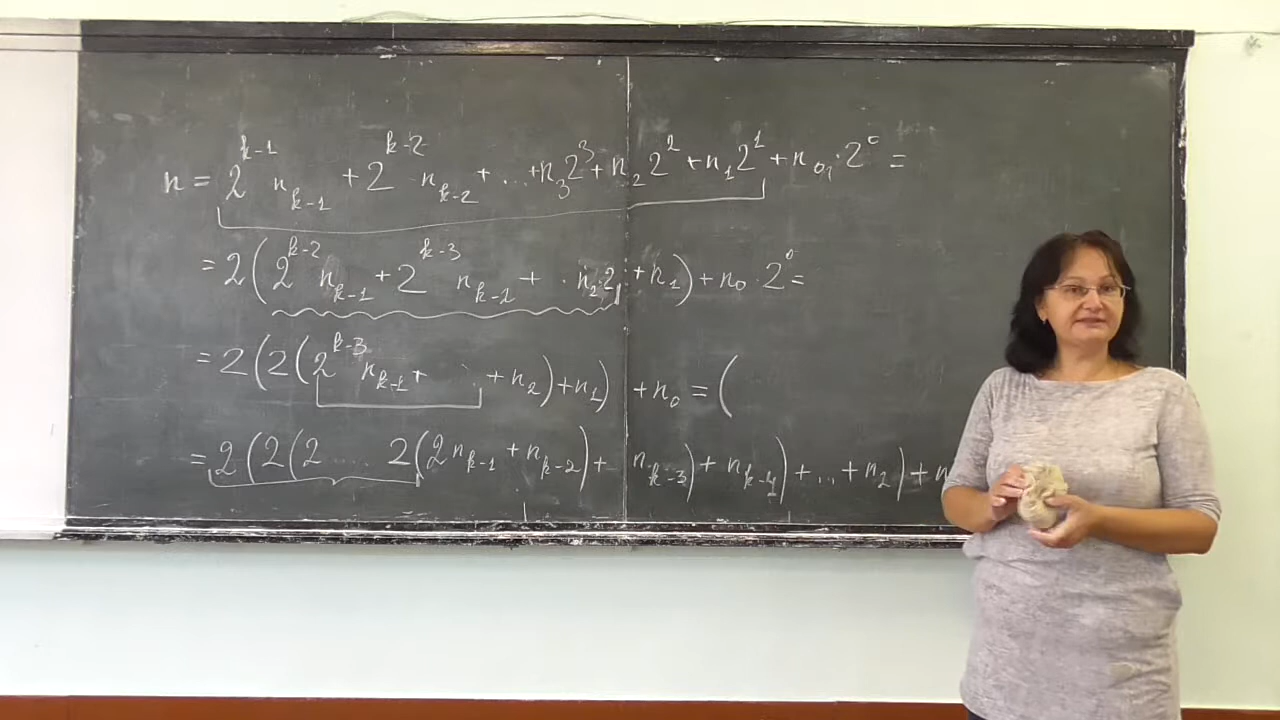 n = 2^{k-1} n_{k-1} + 2^{k-2} n_{k-2} + ... + n_3 2^3 + n_2 2^2 + n_1 2^1 + n_0 · 2^0 =
= 2(2^{k-2} n_{k-1} + 2^{k-3} n_{k-2} + · n_2 · 2 + n_1) + n_0 · 2^0 =
= 2(2(2^{k-3} n_{k-1} + ... + n_2) + n_1) + n_0 = (
= 2(2(2 .... 2(2n_{k-1} + n_{k-2}) + n_{k-3}) + n_{k-4}) + ... + n_2) + n